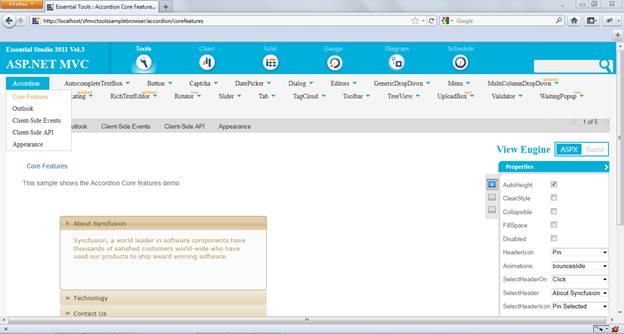 Firefox
Essential Tools : Accordion Core Featur...
http://localhost/sfmvctoolssamplebrowser/accordion/corefeatures
Google
Essential Studio 2011 Vol.3
ASP.NET MVC
Tools Chart Grid Gauge Diagram Schedule
Accordion AutocompleteTextBox Button Captcha DatePicker Dialog Editors GenericDropDown Menu MultiColumnDropDown
updated
Core Features
Rating RichTextEditor Rotator Slider Tab TagCloud Toolbar TreeView UploadBox Validator WaitingPopup
Outlook
Client-Side Events
Client-Side API
Appearance
Outlook Client-Side Events Client-Side API Appearance
1 of 5
View Engine ASPX Razor
Core Features
This sample shows the Accordion Core features demo
Properties
AutoHeight
ClearStyle
Collapsible
FillSpace
Disabled
HeaderIcon Pin
Animations bounceslide
SelectHeaderOn Click
SelectHeader About Syncfusion
SelectHeaderIcon Pin Selected
About Syncfusion
Syncfusion, a world leader in software components have
thousands of satisfied customers world-wide who have
used our products to ship award winning software.
Technology
Contact Us